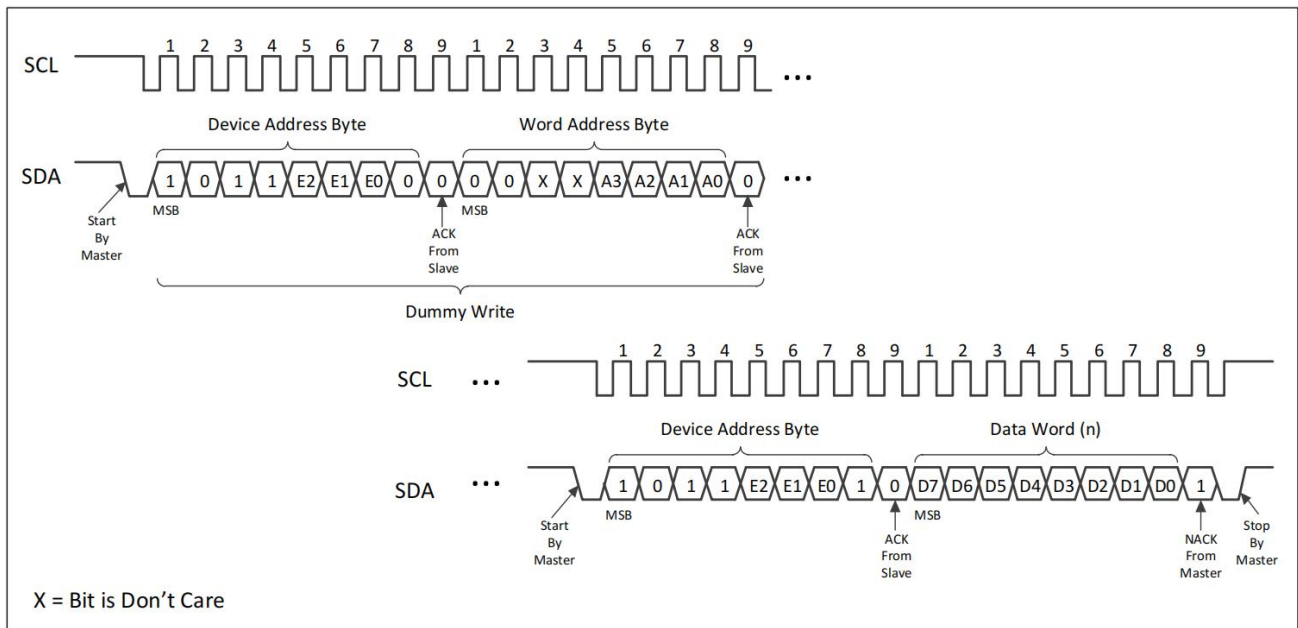 1 2 3 4 5 6 7 8 9 1 2 3 4 5 6 7 8 9
SCL ...
Device Address Byte Word Address Byte
SDA 1 0 1 1 E2 E1 E0 0 0 0 0 X X A3 A2 A1 A0 0 ...
MSB MSB
Start
By
Master
ACK
From
Slave
ACK
From
Slave
Dummy Write
1 2 3 4 5 6 7 8 9 1 2 3 4 5 6 7 8 9
SCL ...
Device Address Byte Data Word (n)
SDA ... 1 0 1 1 E2 E1 E0 1 0 D7 D6 D5 D4 D3 D2 D1 D0 1
MSB MSB
Start
By
Master
ACK
From
Slave
NACK
From
Master
Stop
By
Master
X = Bit is Don't Care